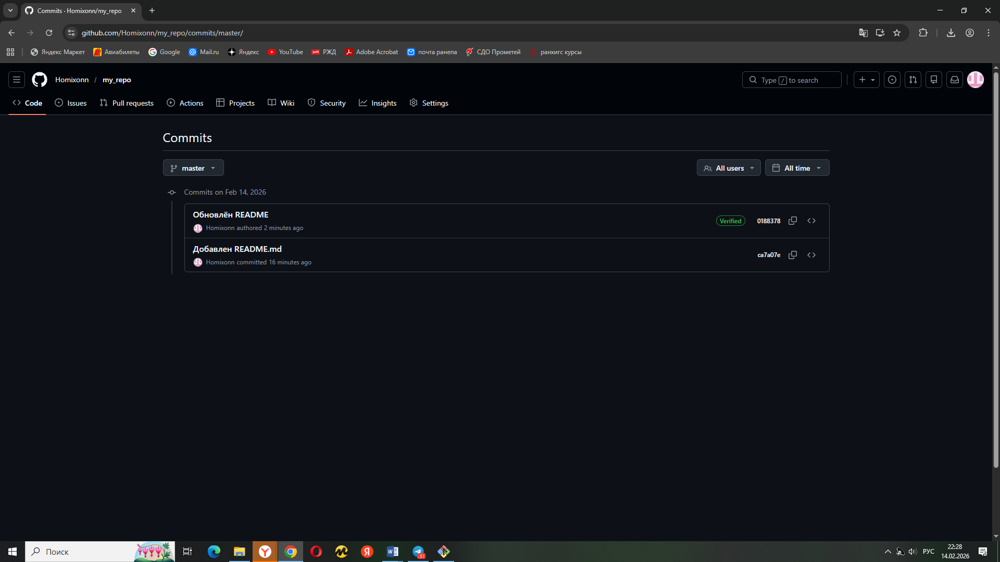 Commits · Homixonn/my_repo
github.com/Homixonn/my_repo/commits/master/
Яндекс Маркет
Авиабилеты
Google
Mail.ru
Яндекс
YouTube
РЖД
Adobe Acrobat
почта ранепа
СДО Прометей
ранхигс курсы
Homixonn / my_repo
Type / to search
Code
Issues
Pull requests
Actions
Projects
Wiki
Security
Insights
Settings
Commits
master
All users
All time
Commits on Feb 14, 2026
Обновлён README
Homixonn authored 2 minutes ago
Verified
0188378
Добавлен README.md
Homixonn committed 16 minutes ago
ca7a07e
Поиск
РУС
22:28
14.02.2026